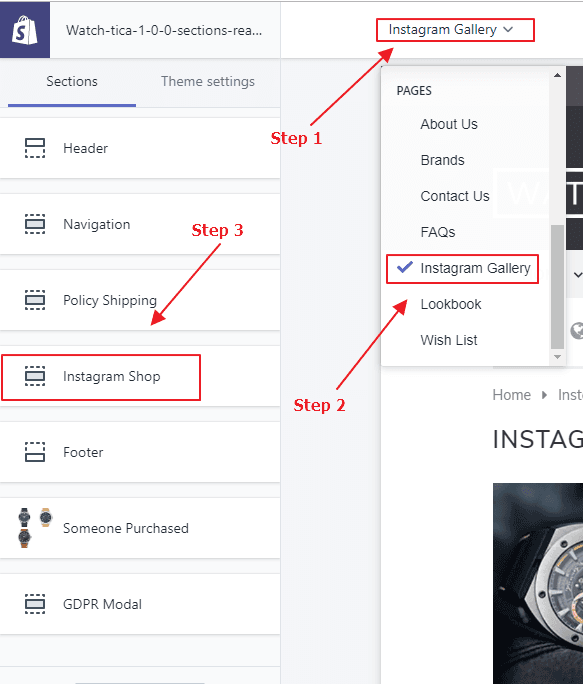 Watch-tica-1-0-0-sections-rea...
Instagram Gallery
Sections
Theme settings
Step 1
PAGES
About Us
Brands
Contact Us
FAQs
Instagram Gallery
Lookbook
Wish List
Step 2
Header
Navigation
Step 3
Policy Shipping
Instagram Shop
Footer
Someone Purchased
GDPR Modal
WAT
Home
Inst
INSTAG